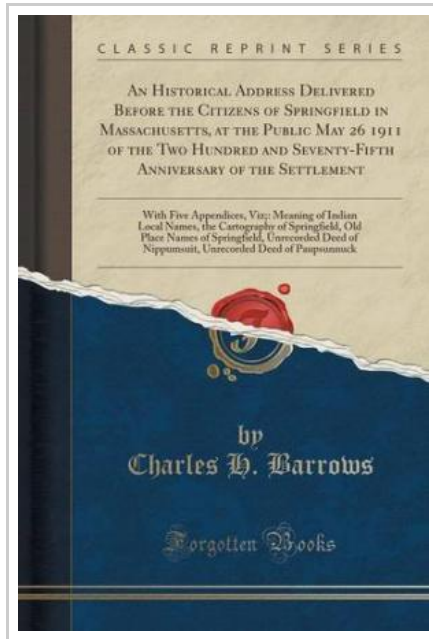 CLASSIC REPRINT SERIES
AN HISTORICAL ADDRESS DELIVERED
BEFORE THE CITIZENS OF SPRINGFIELD IN
MASSACHUSETTS, AT THE PUBLIC MAY 26 1911
OF THE TWO HUNDRED AND SEVENTY-FIFTH
ANNIVERSARY OF THE SETTLEMENT
With Five Appendices, Viz;: Meaning of Indian
Local Names, the Cartography of Springfield, Old
Place Names of Springfield, Unrecorded Deed of
Nippumsuit, Unrecorded Deed of Paupsunnuck
by
Charles H. Barrows
Forgotten Books